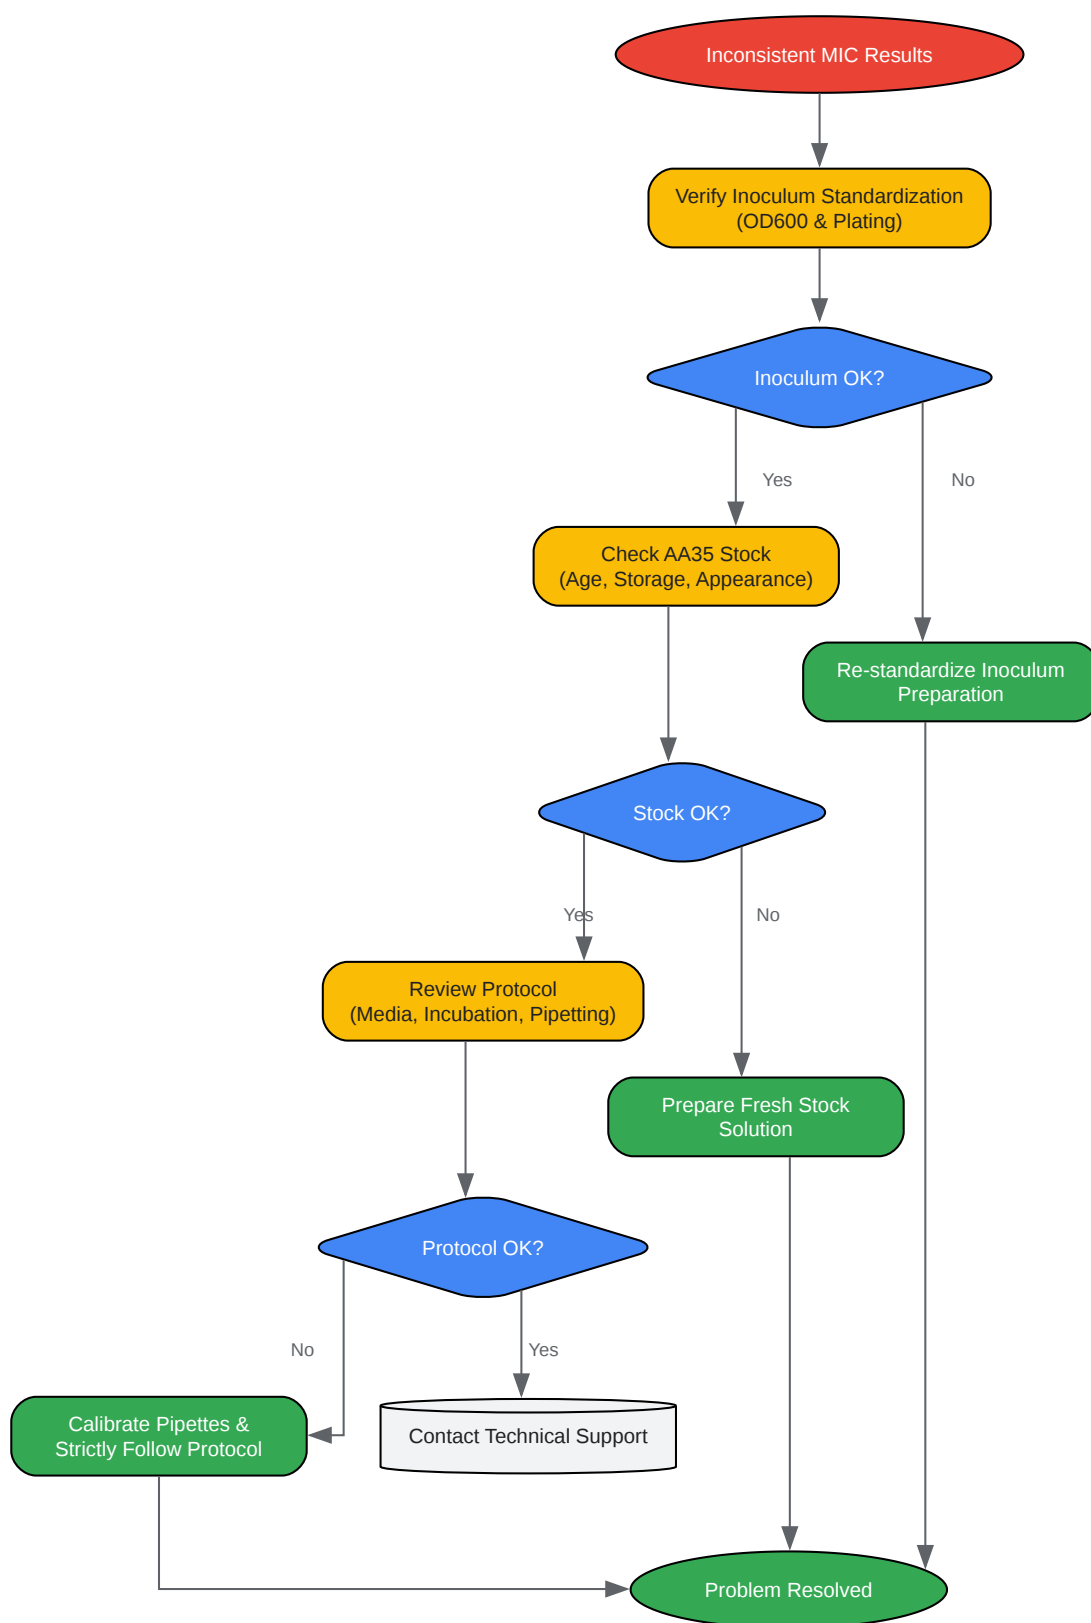 Inconsistent MIC Results
Verify Inoculum Standardization
(OD600 & Plating)
Inoculum OK?
Yes
No
Check AA35 Stock
(Age, Storage, Appearance)
Re-standardize Inoculum
Preparation
Stock OK?
Yes
No
Review Protocol
(Media, Incubation, Pipetting)
Prepare Fresh Stock
Solution
Protocol OK?
No
Yes
Calibrate Pipettes &
Strictly Follow Protocol
Contact Technical Support
Problem Resolved